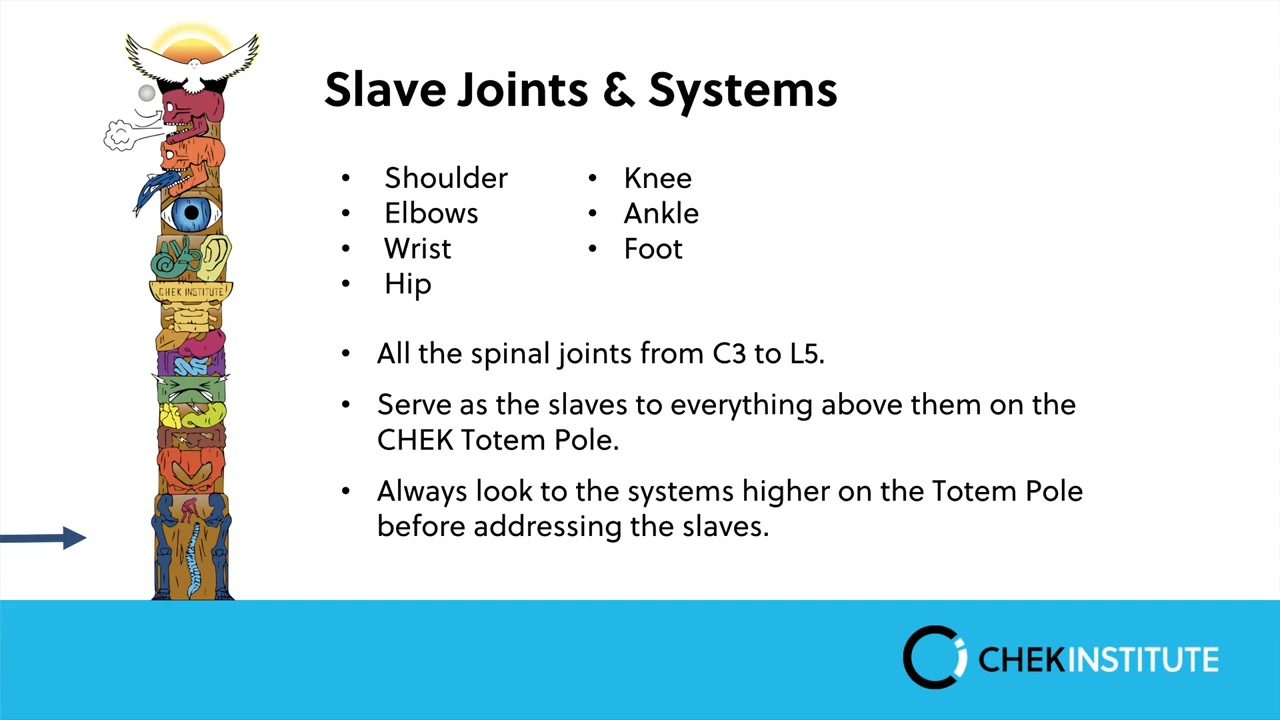 Slave Joints & Systems
• Shoulder
• Elbows
• Wrist
• Hip
• Knee
• Ankle
• Foot
• All the spinal joints from C3 to L5.
• Serve as the slaves to everything above them on the
CHEK Totem Pole.
• Always look to the systems higher on the Totem Pole
before addressing the slaves.
CHEK INSTITUTE
CHEKINSTITUTE